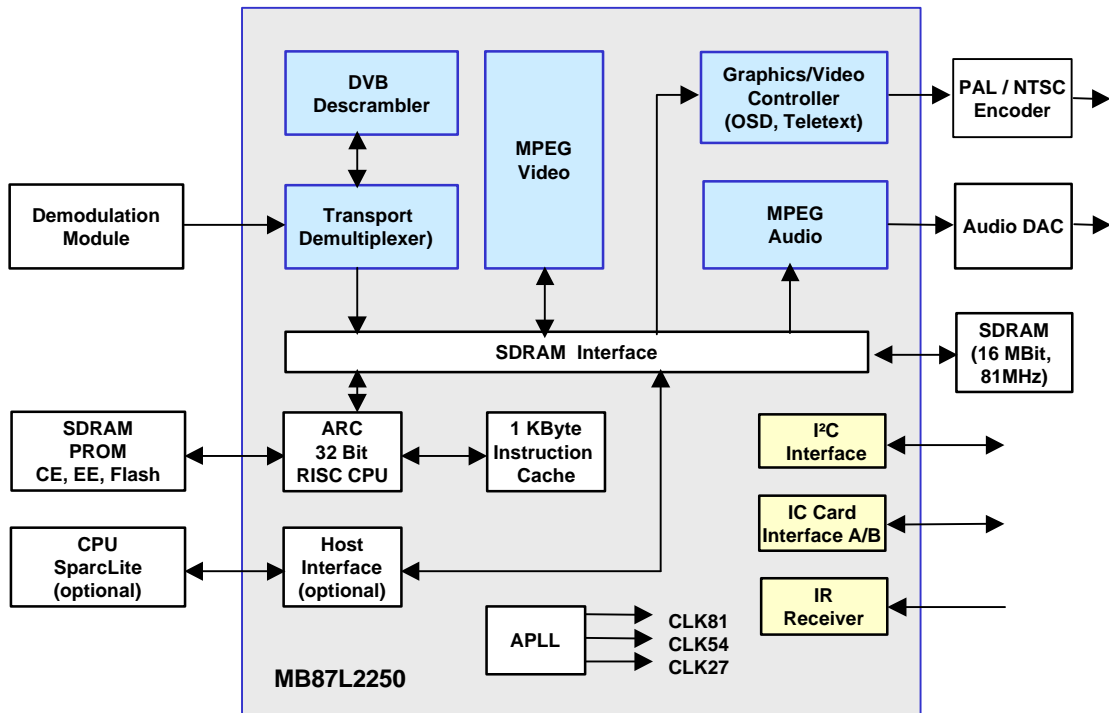 DVB
Descrambler
MPEG
Video
Graphics/Video
Controller
(OSD, Teletext)
PAL / NTSC
Encoder
Demodulation
Module
Transport
Demultiplexer)
MPEG
Audio
Audio DAC
SDRAM Interface
SDRAM
(16 MBit,
81MHz)
SDRAM
PROM
CE, EE, Flash
ARC
32 Bit
RISC CPU
1 KByte
Instruction
Cache
I²C
Interface
IC Card
Interface A/B
CPU
SparcLite
(optional)
Host
Interface
(optional)
IR
Receiver
APLL
CLK81
CLK54
CLK27
MB87L2250